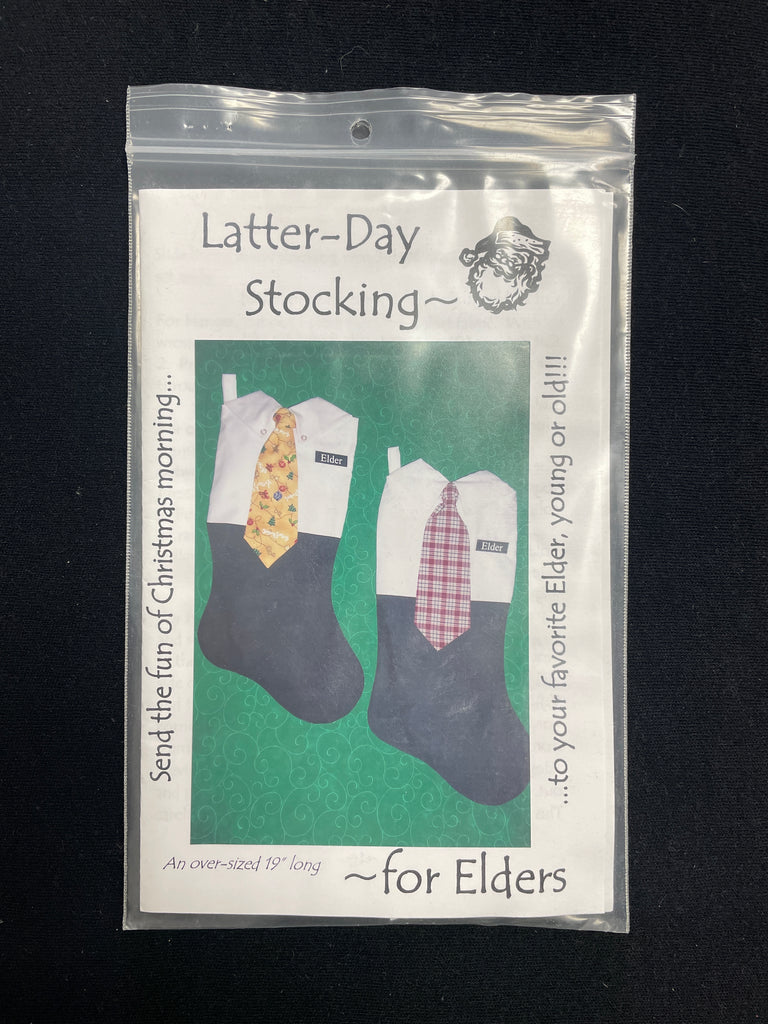 Latter-Day
Stocking~
Send the fun of Christmas morning...
...to your favorite Elder, young or old!!!
Elder
Elder
An over-sized 19" long
~for Elders